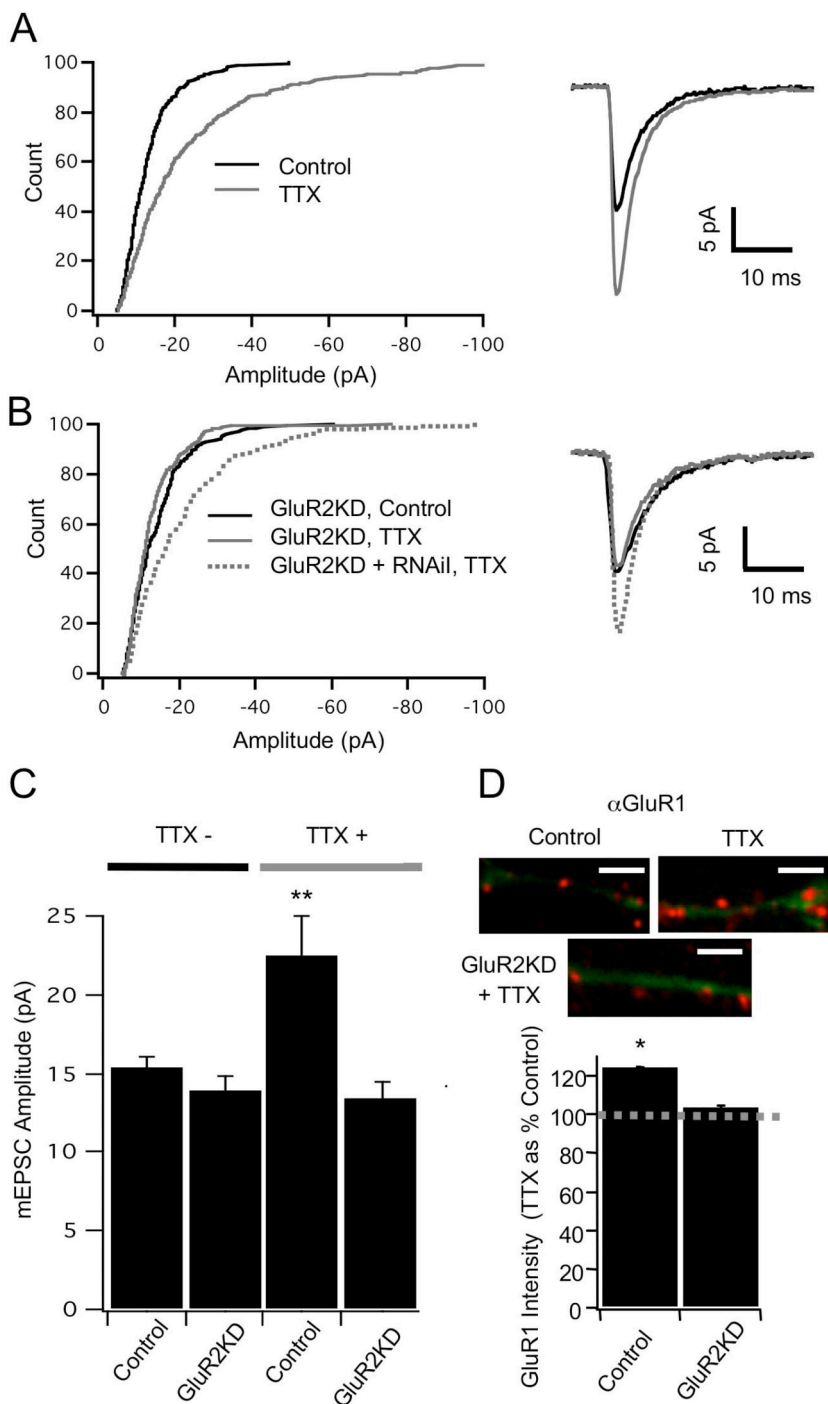 A
100
80
60
40
20
0
Count
Control
TTX
0 -20 -40 -60 -80 -100
Amplitude (pA)
5 pA
10 ms
B
100
80
60
40
20
0
Count
GluR2KD, Control
GluR2KD, TTX
GluR2KD + RNAiI, TTX
0 -20 -40 -60 -80 -100
Amplitude (pA)
5 pA
10 ms
C
TTX - TTX +
**
25
20
15
10
5
0
mEPSC Amplitude (pA)
Control GluR2KD Control GluR2KD
D
αGluR1
Control TTX
GluR2KD
+ TTX
*
120
100
80
60
40
20
0
GluR1 Intensity (TTX as % Control)
Control GluR2KD